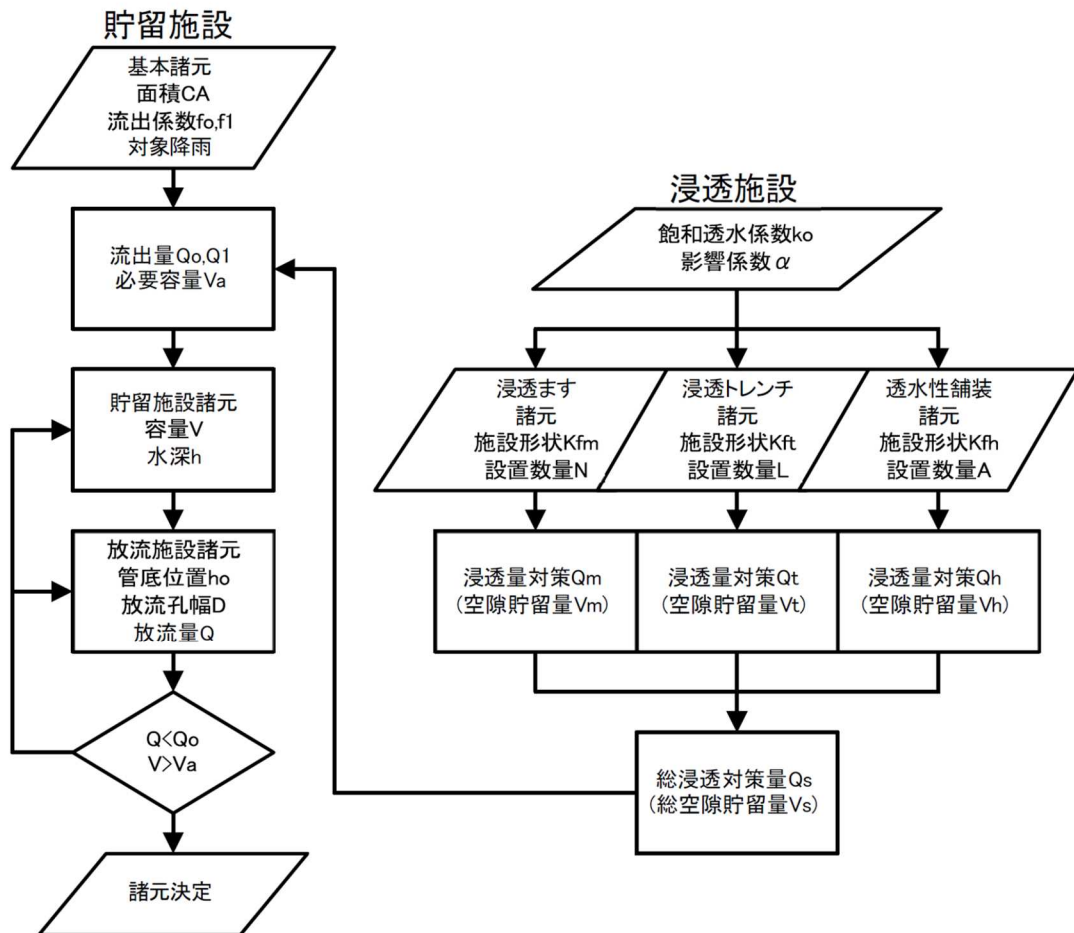 貯留施設
基本諸元
面積CA
流出係数fo,f1
対象降雨
流出量Qo,Q1
必要容量Va
貯留施設諸元
容量V
水深h
放流施設諸元
管底位置ho
放流孔幅D
放流量Q
Q<Qo
V>Va
諸元決定
浸透施設
飽和透水係数ko
影響係数α
浸透ます
諸元
施設形状Kfm
設置数量N
浸透トレンチ
諸元
施設形状Kft
設置数量L
透水性舗装
諸元
施設形状Kfh
設置数量A
浸透量対策Qm
(空隙貯留量Vm)
浸透量対策Qt
(空隙貯留量Vt)
浸透量対策Qh
(空隙貯留量Vh)
総浸透対策量Qs
(総空隙貯留量Vs)